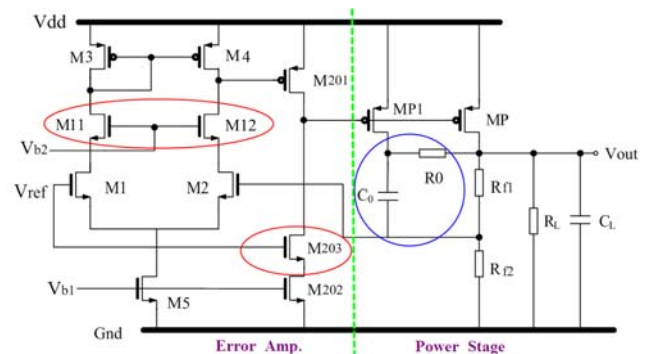 Vdd
M3
M4
M201
MP1
MP
M11
M12
Vb2
Vout
R0
C0
Rf1
Vref
M1
M2
RL
CL
M203
Rf2
Vb1
M5
M202
Gnd
Error Amp.
Power Stage